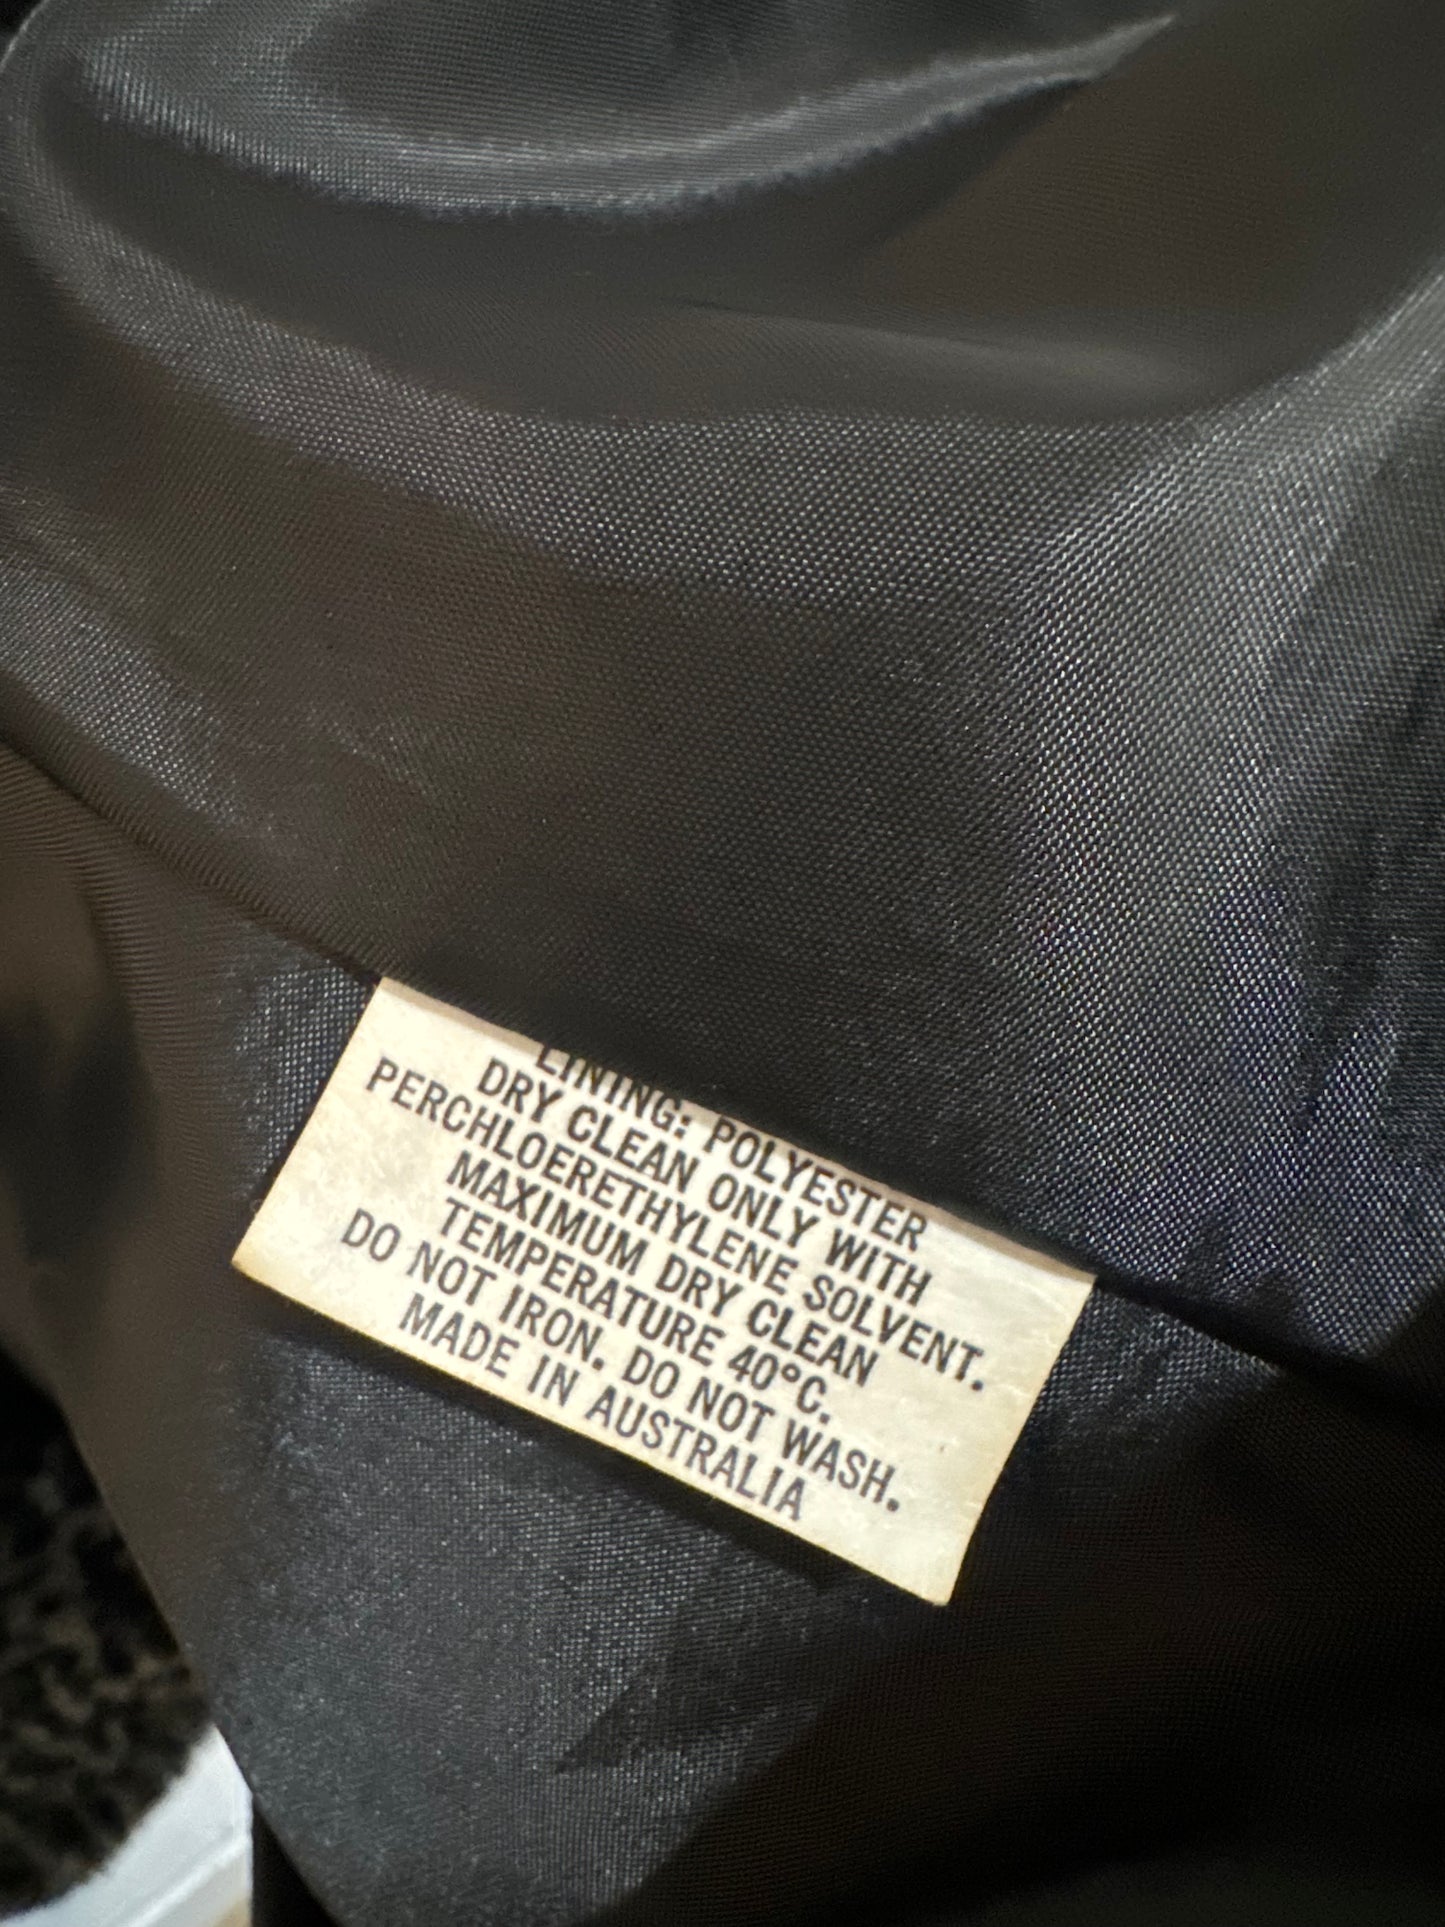 LINING: POLYESTER
DRY CLEAN ONLY WITH
PERCHLOERETHYLENE SOLVENT.
MAXIMUM DRY CLEAN
TEMPERATURE 40°C.
DO NOT IRON. DO NOT WASH.
MADE IN AUSTRALIA